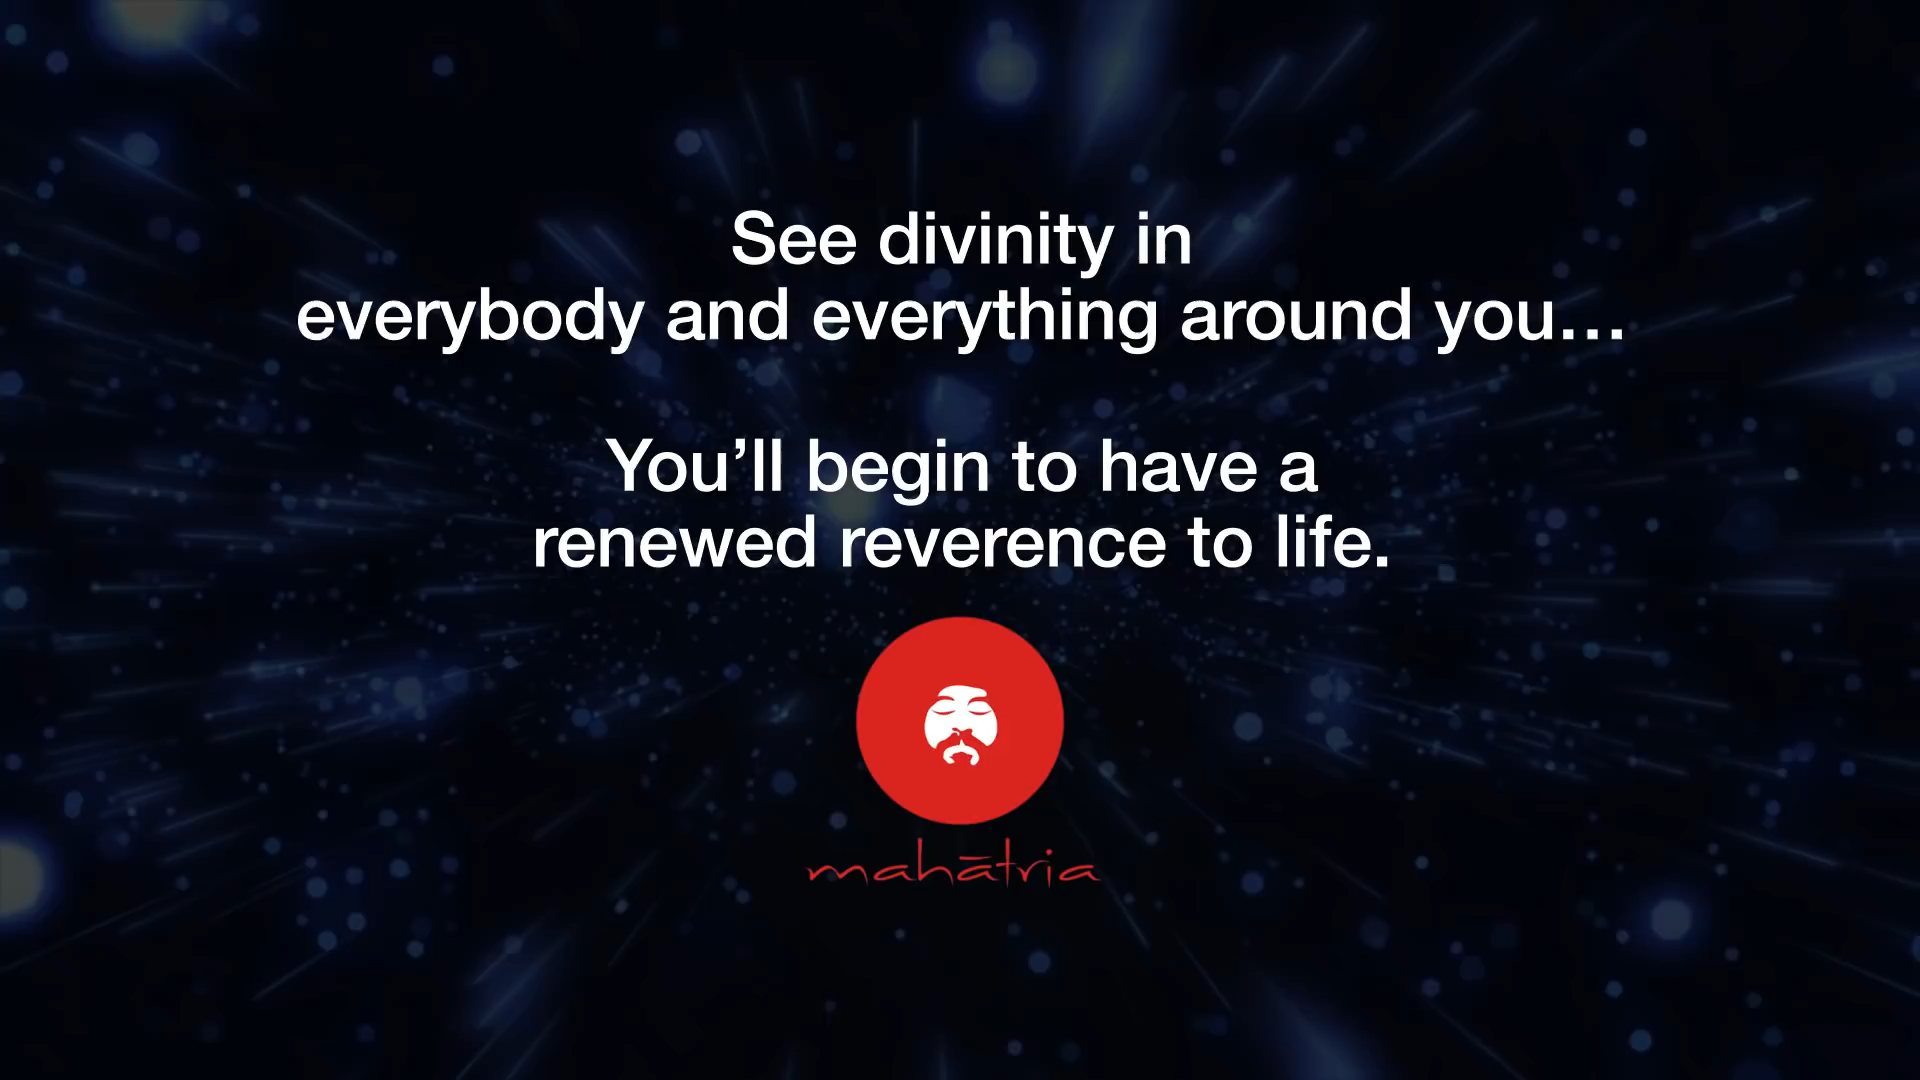 See divinity in
everybody and everything around you...
You’ll begin to have a
renewed reverence to life.
mahātria